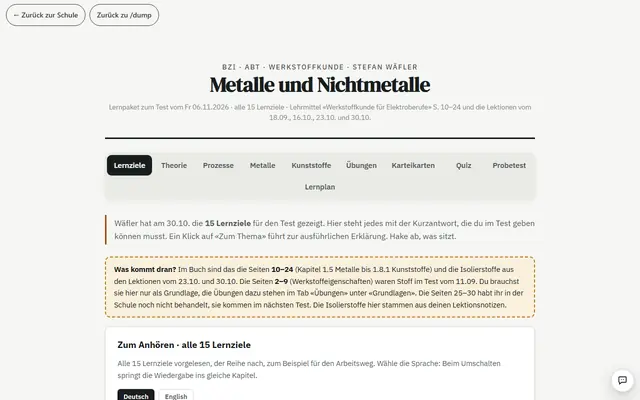 ← Zurück zur Schule
Zurück zu /dump
BZI · ABT · WERKSTOFFKUNDE · STEFAN WÄFLER
Metalle und Nichtmetalle
Lernpaket zum Test vom Fr 06.11.2026 · alle 15 Lernziele · Lehrmittel «Werkstoffkunde für Elektroberufe» S. 10–24 und die Lektionen vom
18.09., 16.10., 23.10. und 30.10.
Lernziele
Theorie
Prozesse
Metalle
Kunststoffe
Übungen
Karteikarten
Quiz
Probetest
Lernplan
Wäfler hat am 30.10. die 15 Lernziele für den Test gezeigt. Hier steht jedes mit der Kurzantwort, die du im Test geben
können musst. Ein Klick auf «Zum Thema» führt zur ausführlichen Erklärung. Hake ab, was sitzt.
Was kommt dran? Im Buch sind das die Seiten 10–24 (Kapitel 1.5 Metalle bis 1.8.1 Kunststoffe) und die Isolierstoffe aus
den Lektionen vom 23.10. und 30.10. Die Seiten 2–9 (Werkstoffeigenschaften) waren Stoff im Test vom 11.09. Du brauchst
sie hier nur als Grundlage, die Übungen dazu stehen im Tab «Übungen» unter «Grundlagen». Die Seiten 25–30 habt ihr in der
Schule noch nicht behandelt, sie kommen im nächsten Test. Die Isolierstoffe hier stammen aus deinen Lektionsnotizen.
Zum Anhören · alle 15 Lernziele
Alle 15 Lernziele vorgelesen, der Reihe nach, zum Beispiel für den Arbeitsweg. Wähle die Sprache: Beim Umschalten
springt die Wiedergabe ins gleiche Kapitel.
Deutsch
English